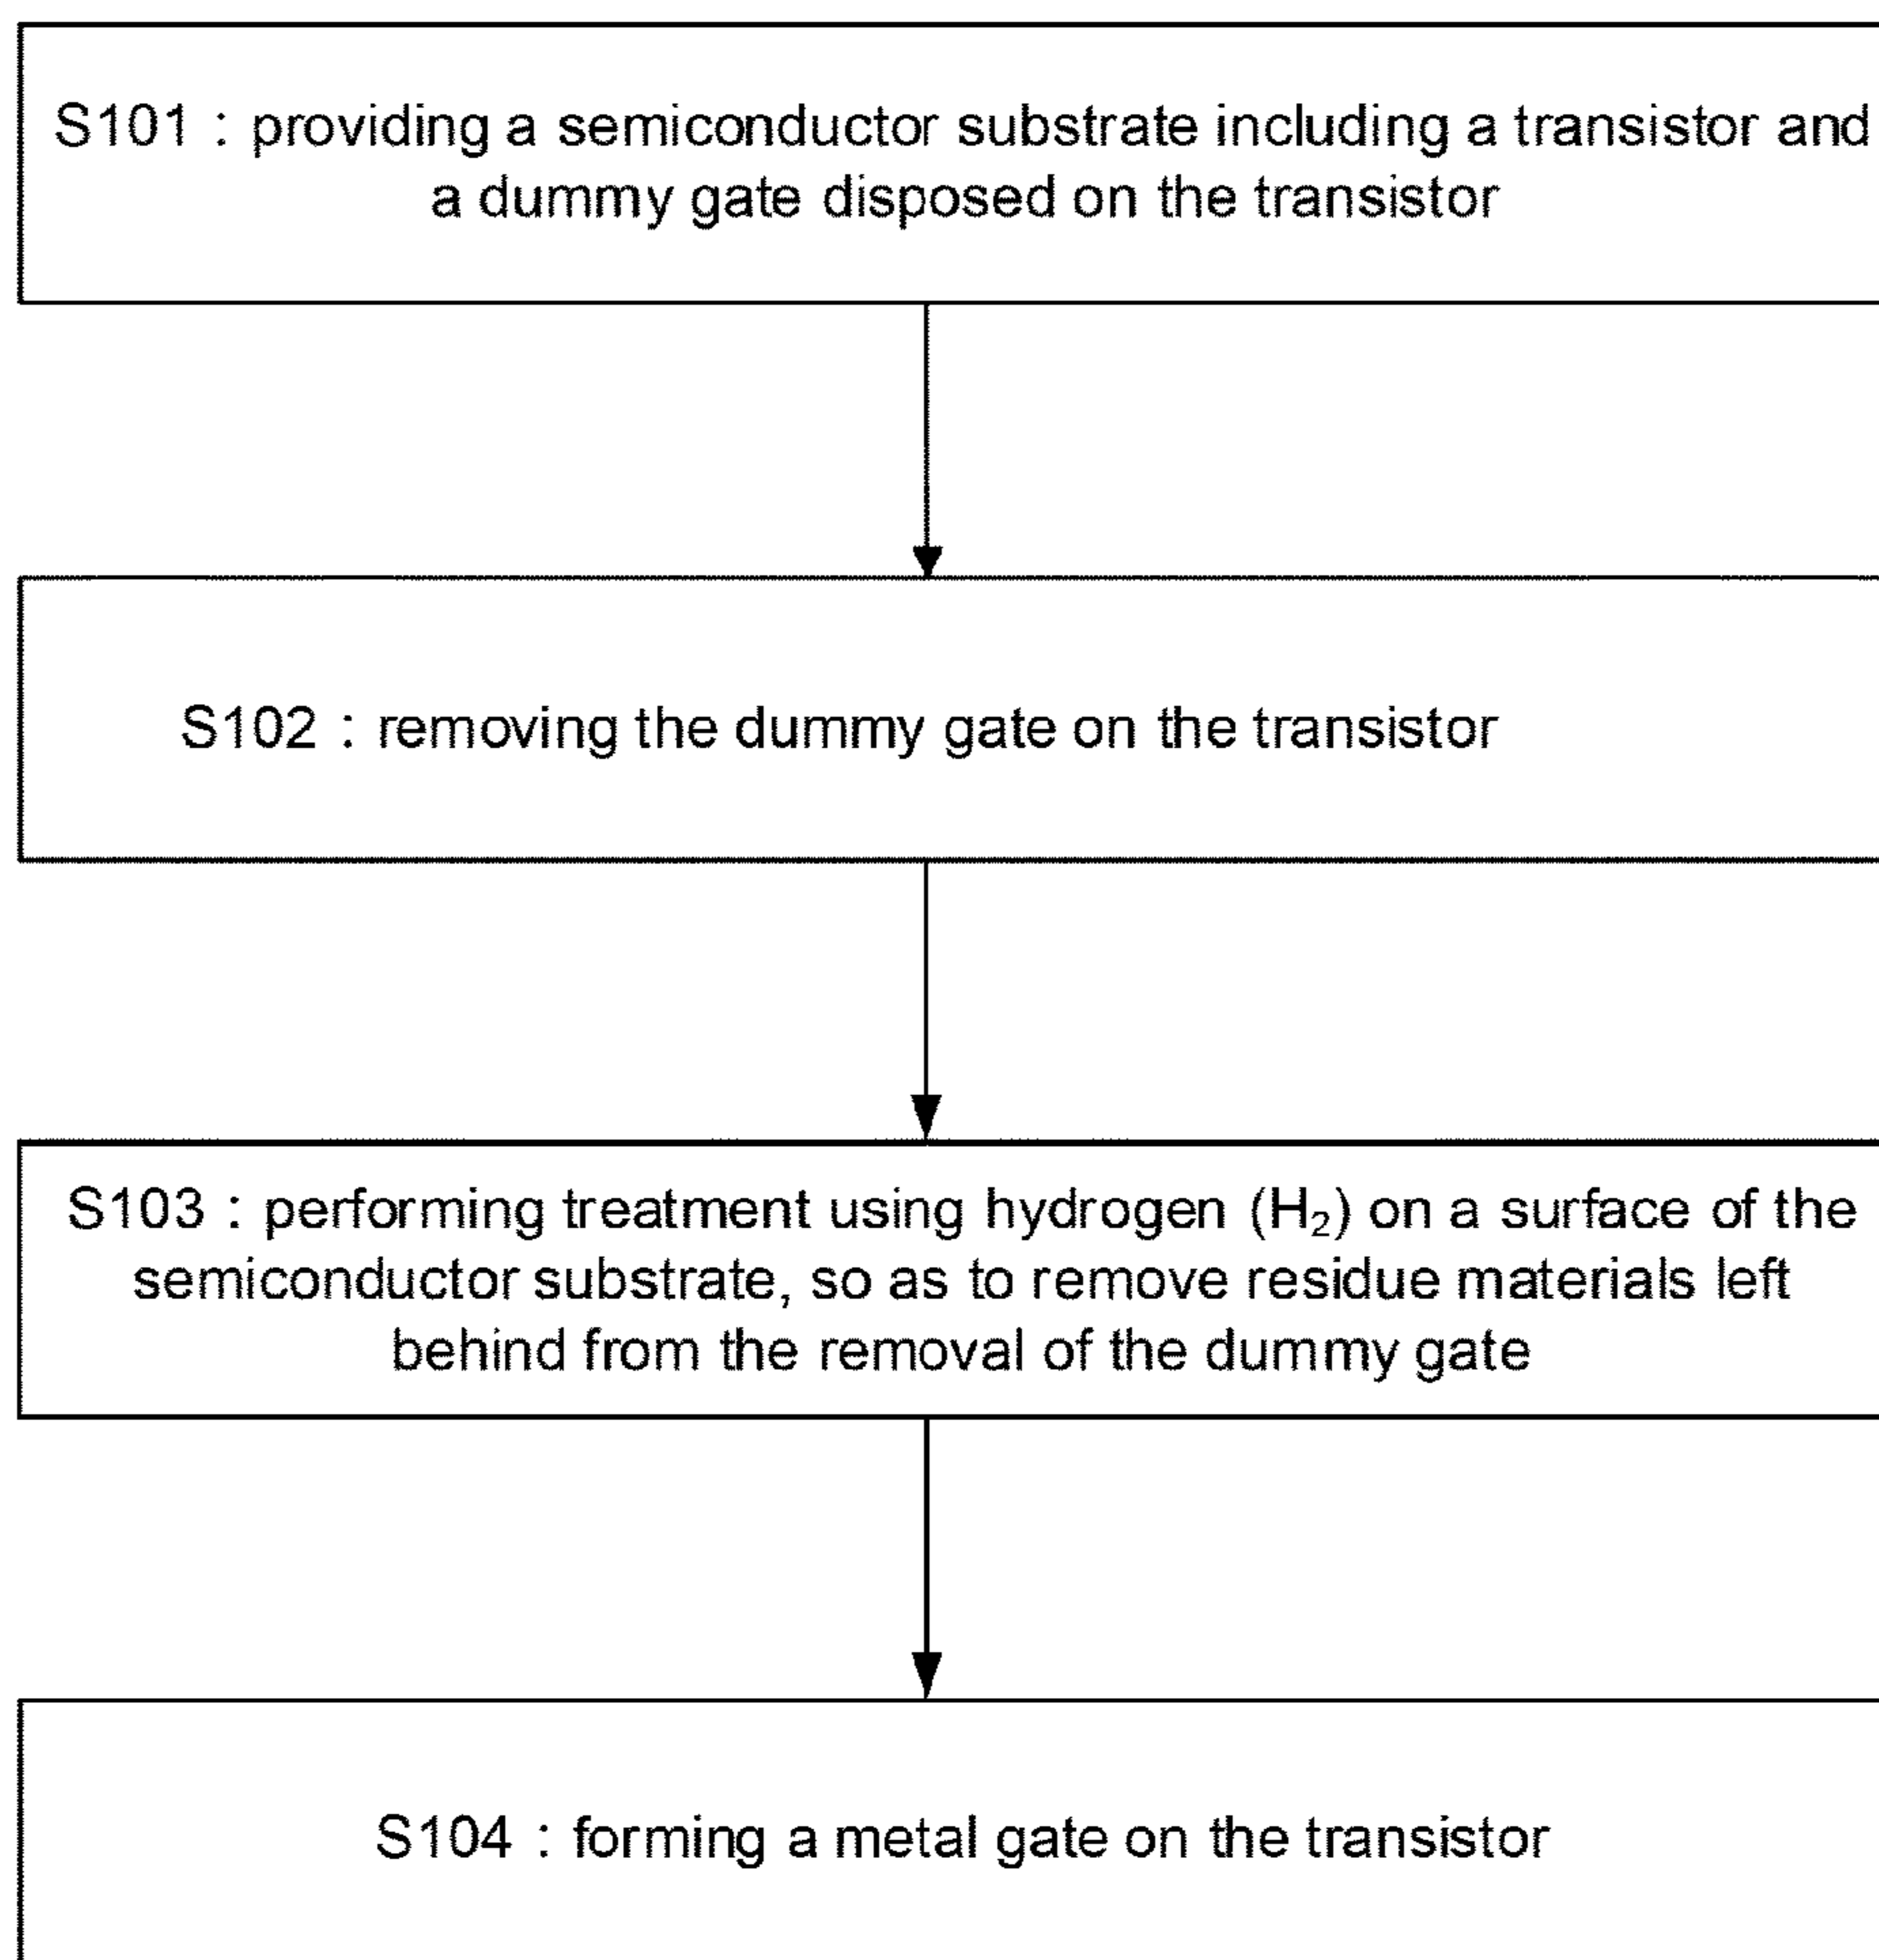 S101 : providing a semiconductor substrate including a transistor and
a dummy gate disposed on the transistor
S102 : removing the dummy gate on the transistor
S103 : performing treatment using hydrogen (H₂) on a surface of the
semiconductor substrate, so as to remove residue materials left
behind from the removal of the dummy gate
S104 : forming a metal gate on the transistor